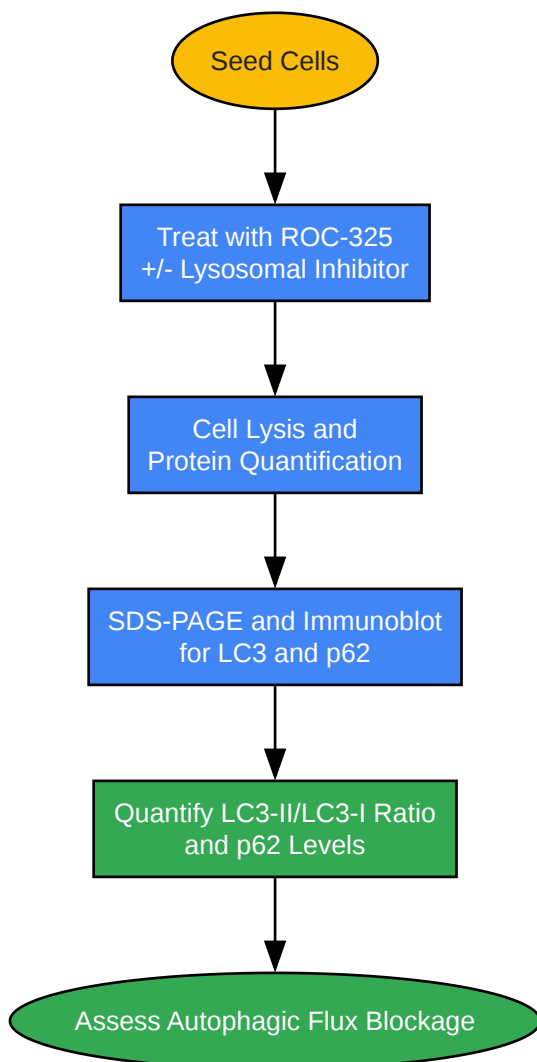 Seed Cells
Treat with ROC-325
+/- Lysosomal Inhibitor
Cell Lysis and
Protein Quantification
SDS-PAGE and Immunoblot
for LC3 and p62
Quantify LC3-II/LC3-I Ratio
and p62 Levels
Assess Autophagic Flux Blockage